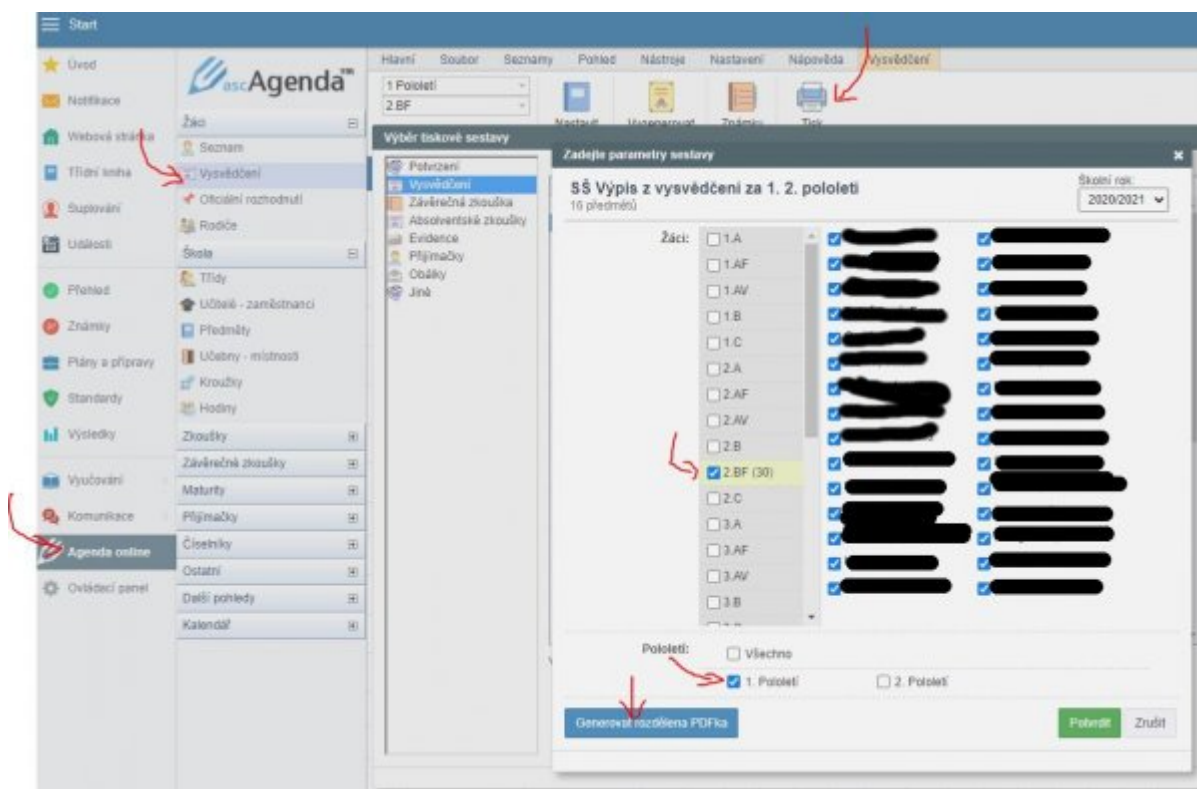 Start
Úvod
Notifikace
Webová stránka
Třídní kniha
Suplování
Události
Přehled
Známky
Plány a přípravy
Standardy
Výsledky
Vyučování
Komunikace
Agenda online
Ovládací panel
ascAgenda™
Žáci
Seznam
Vysvědčení
Oficiální rozhodnutí
Rodiče
Škola
Třídy
Učitelé - zaměstnanci
Předměty
Učebny - místnosti
Kroužky
Hodiny
Zkoušky
Závěrečné zkoušky
Maturity
Přijímačky
Číselníky
Ostatní
Další pohledy
Kalendář
Hlavní Soubor Seznamy Pohled Nástroje Nastavení Nápověda Vysvědčení
1 Pololetí
2.BF
Nastavit Vygenerovat Známky Tisk
Výběr tiskové sestavy
Potvrzení
Vysvědčení
Závěrečná zkouška
Absolventské zkoušky
Evidence
Přijímačky
Obálky
Jiné
Zadejte parametry sestavy
SŠ Výpis z vysvědčení za 1. 2. pololetí
16 předmětů
Školní rok:
2020/2021
Žáci:
1.A
1.AF
1.AV
1.B
1.C
2.A
2.AF
2.AV
2.B
2.BF (30)
2.C
3.A
3.AF
3.AV
3.B
Pololetí:
Všechno
1. Pololetí 2. Pololetí
Generovat rozdělena PDFka
Potvrdit Zrušit